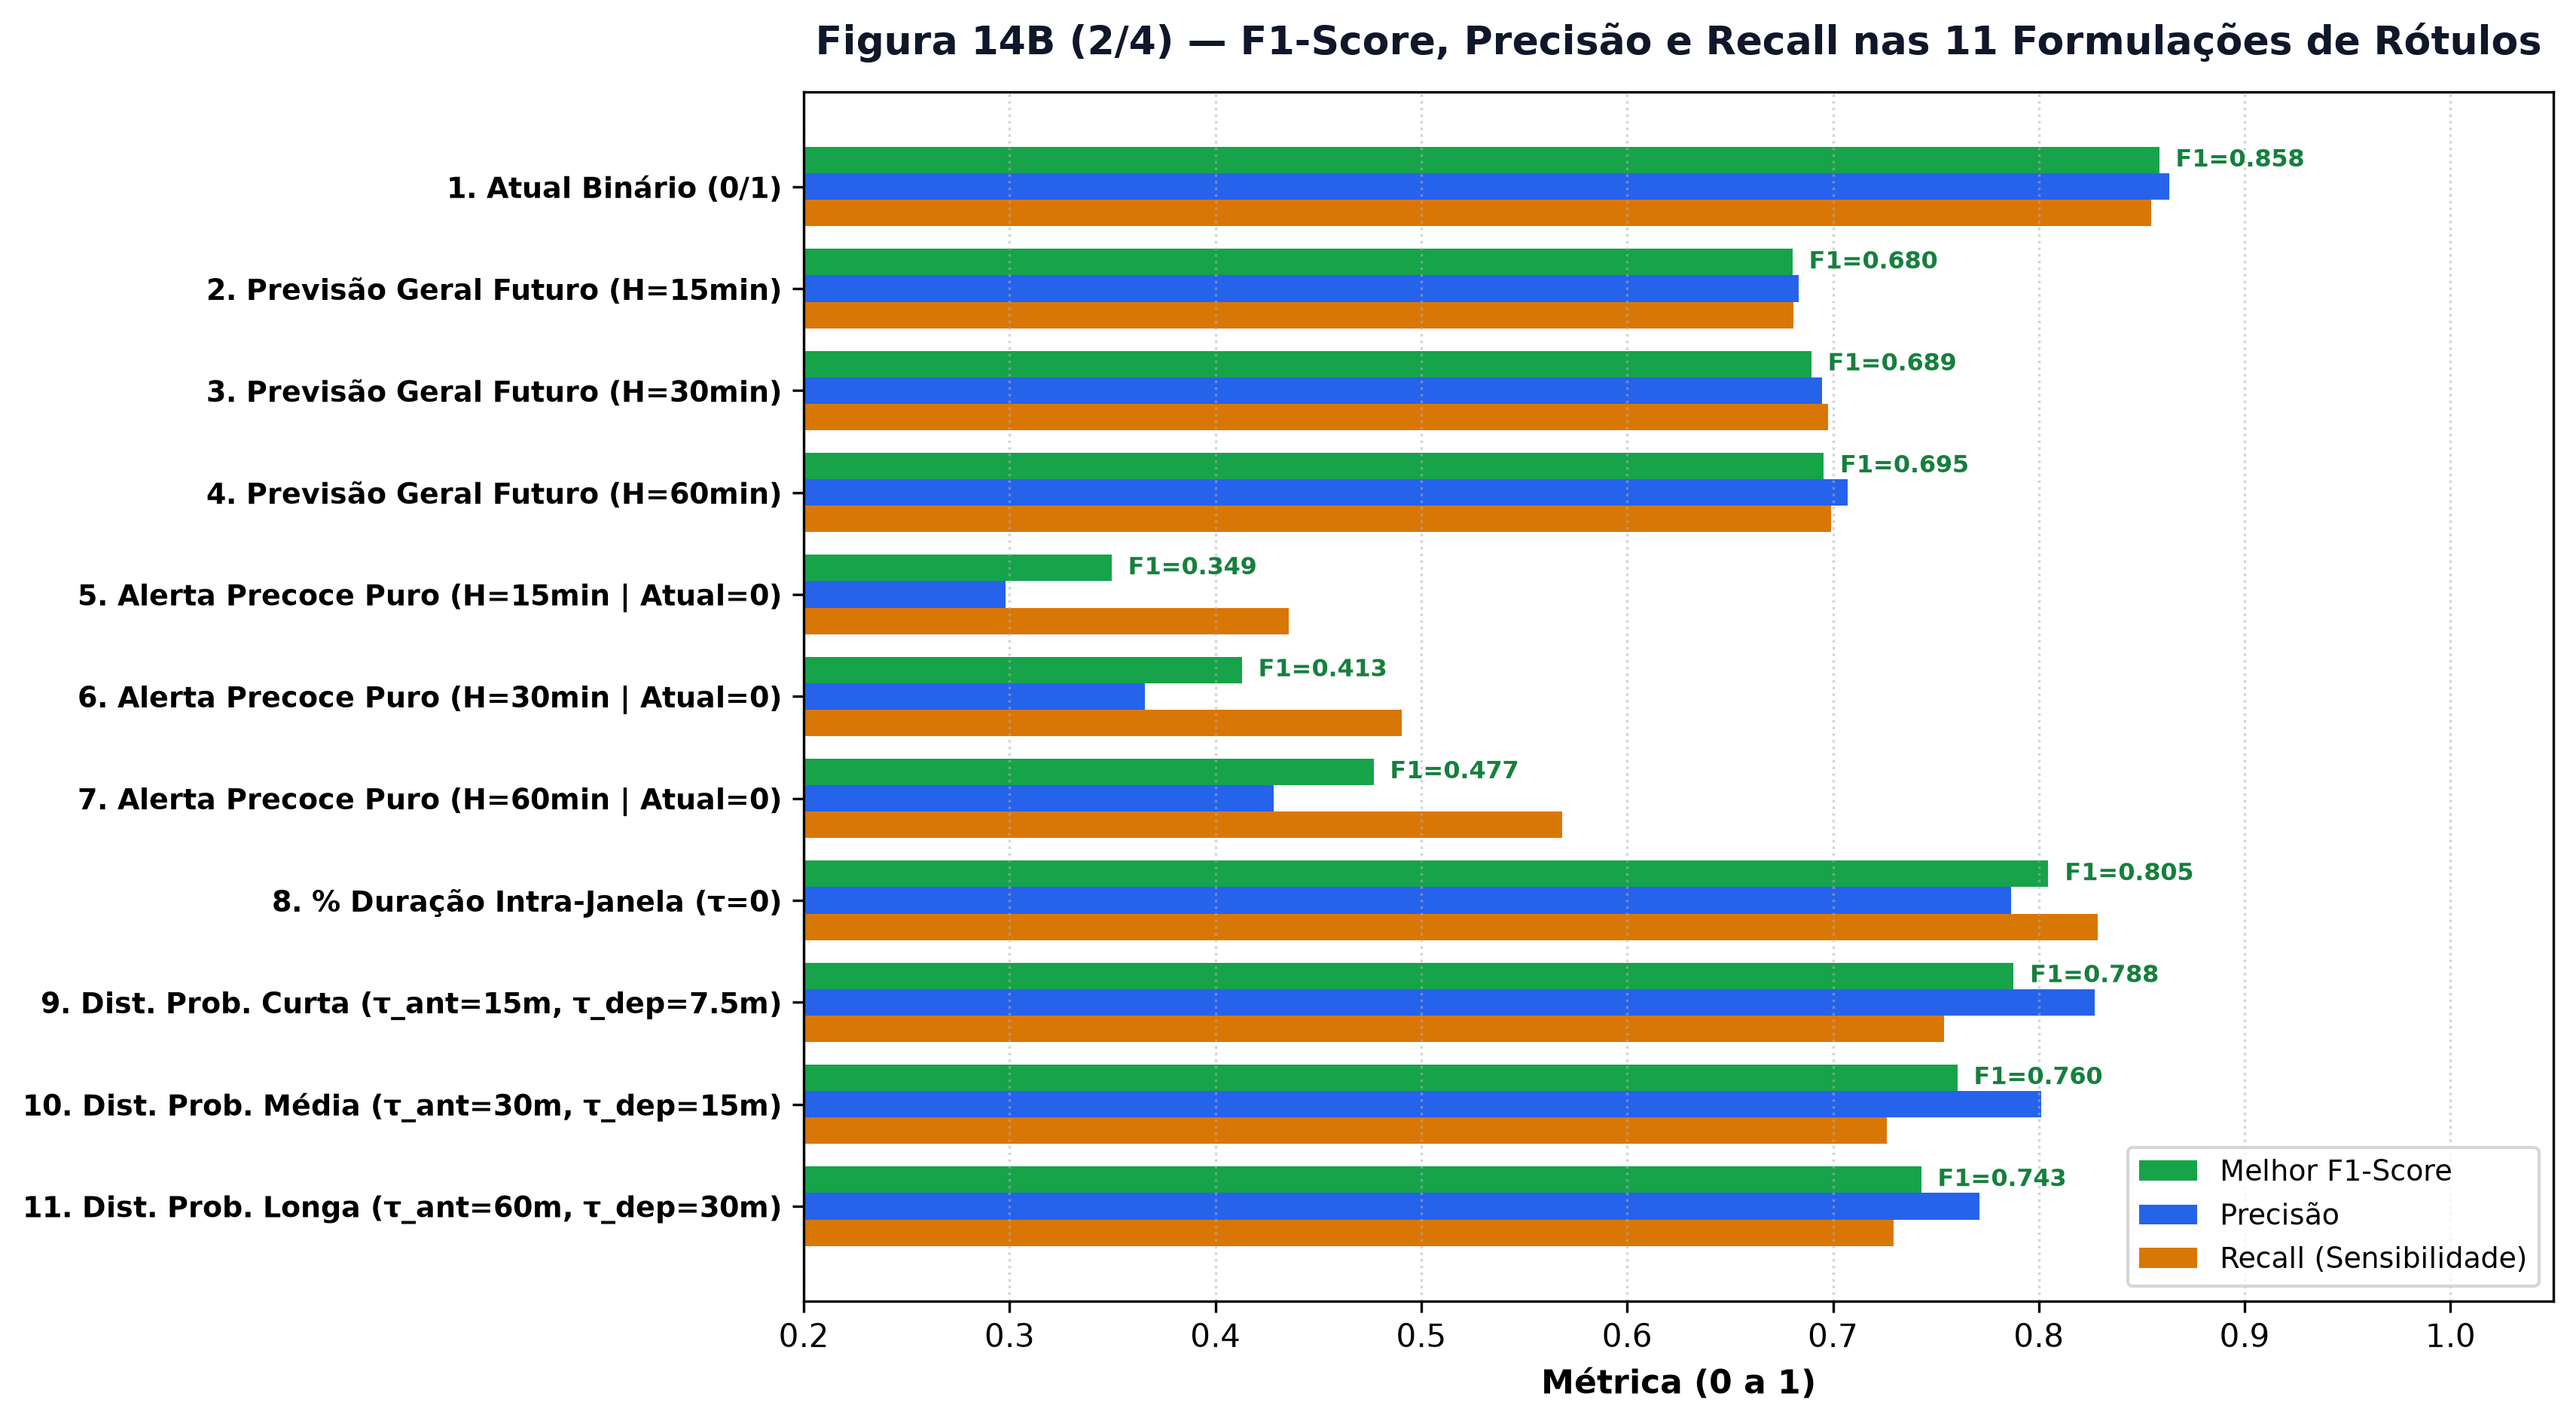 Figura 14B (2/4) — F1-Score, Precisão e Recall nas 11 Formulações de Rótulos
1. Atual Binário (0/1)
F1=0.858
2. Previsão Geral Futuro (H=15min)
F1=0.680
3. Previsão Geral Futuro (H=30min)
F1=0.689
4. Previsão Geral Futuro (H=60min)
F1=0.695
5. Alerta Precoce Puro (H=15min | Atual=0)
F1=0.349
6. Alerta Precoce Puro (H=30min | Atual=0)
F1=0.413
7. Alerta Precoce Puro (H=60min | Atual=0)
F1=0.477
8. % Duração Intra-Janela (τ=0)
F1=0.805
9. Dist. Prob. Curta (τ_ant=15m, τ_dep=7.5m)
F1=0.788
10. Dist. Prob. Média (τ_ant=30m, τ_dep=15m)
F1=0.760
11. Dist. Prob. Longa (τ_ant=60m, τ_dep=30m)
F1=0.743
Melhor F1-Score
Precisão
Recall (Sensibilidade)
0.2 0.3 0.4 0.5 0.6 0.7 0.8 0.9 1.0
Métrica (0 a 1)